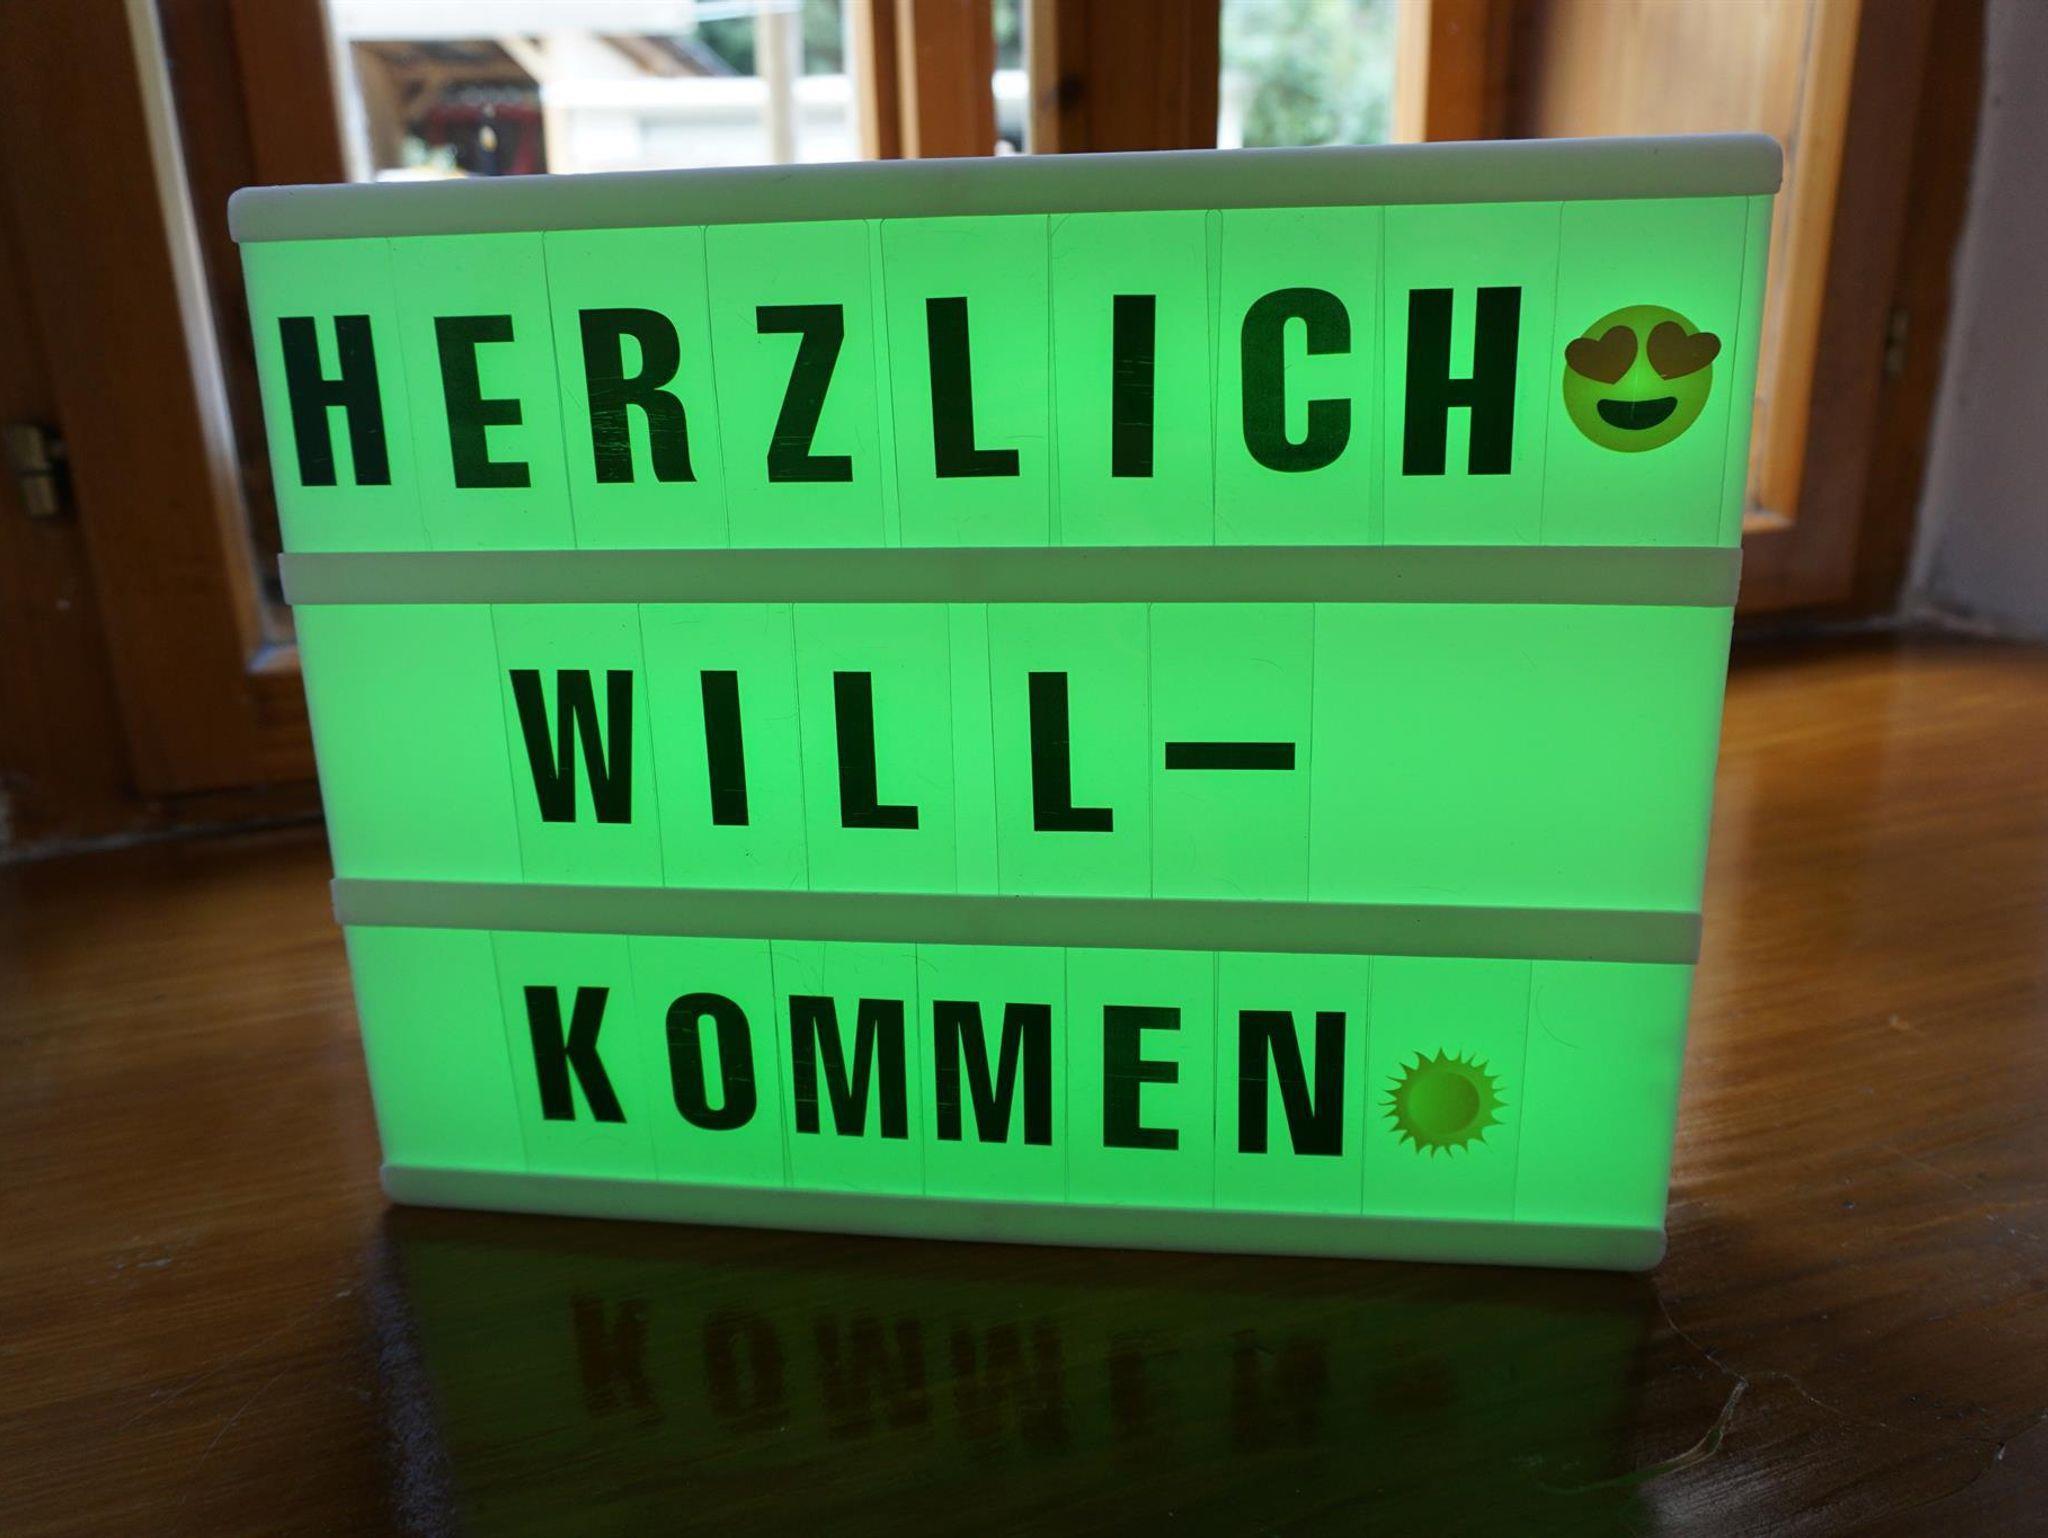 HERZLICH😍
WILL-
KOMMEN☀